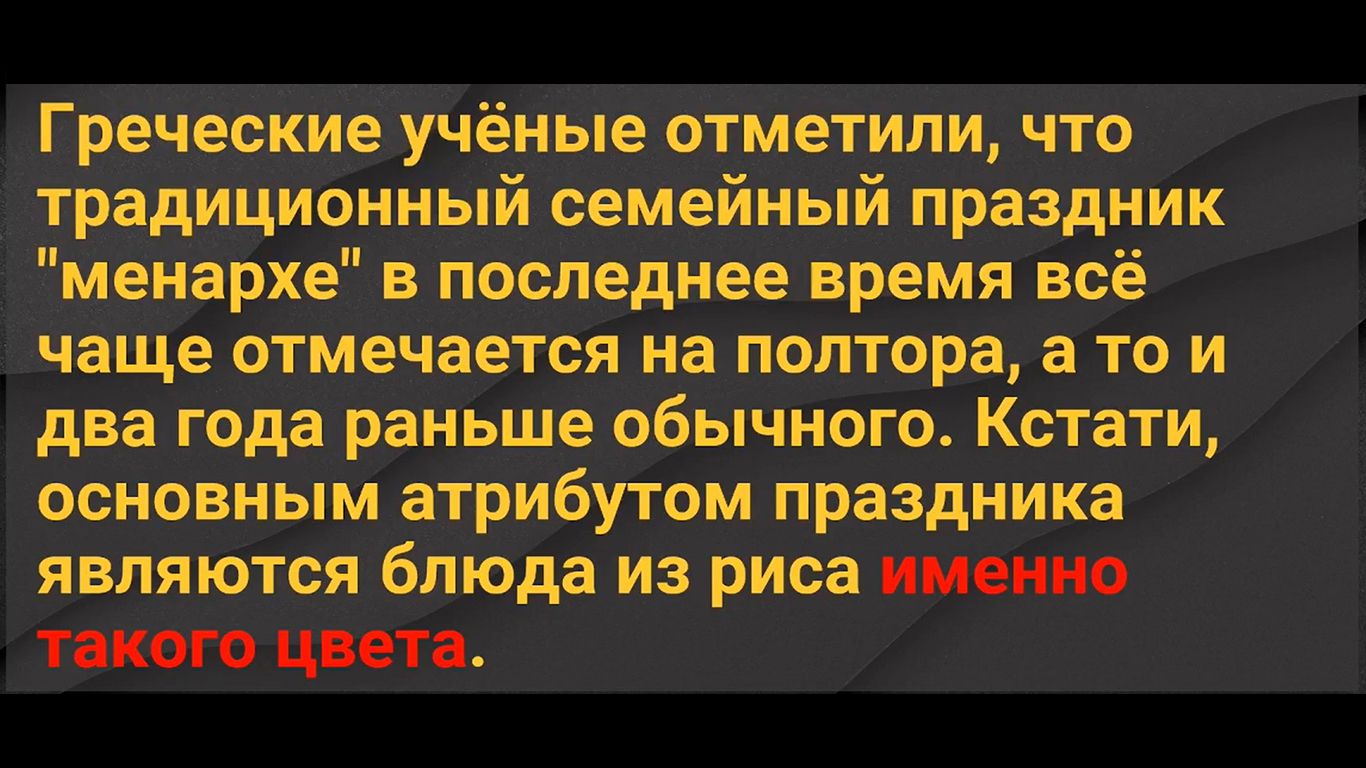 Греческие учёные отметили, что
традиционный семейный праздник
"менархе" в последнее время всё
чаще отмечается на полтора, а то и
два года раньше обычного. Кстати,
основным атрибутом праздника
являются блюда из риса именно
такого цвета.